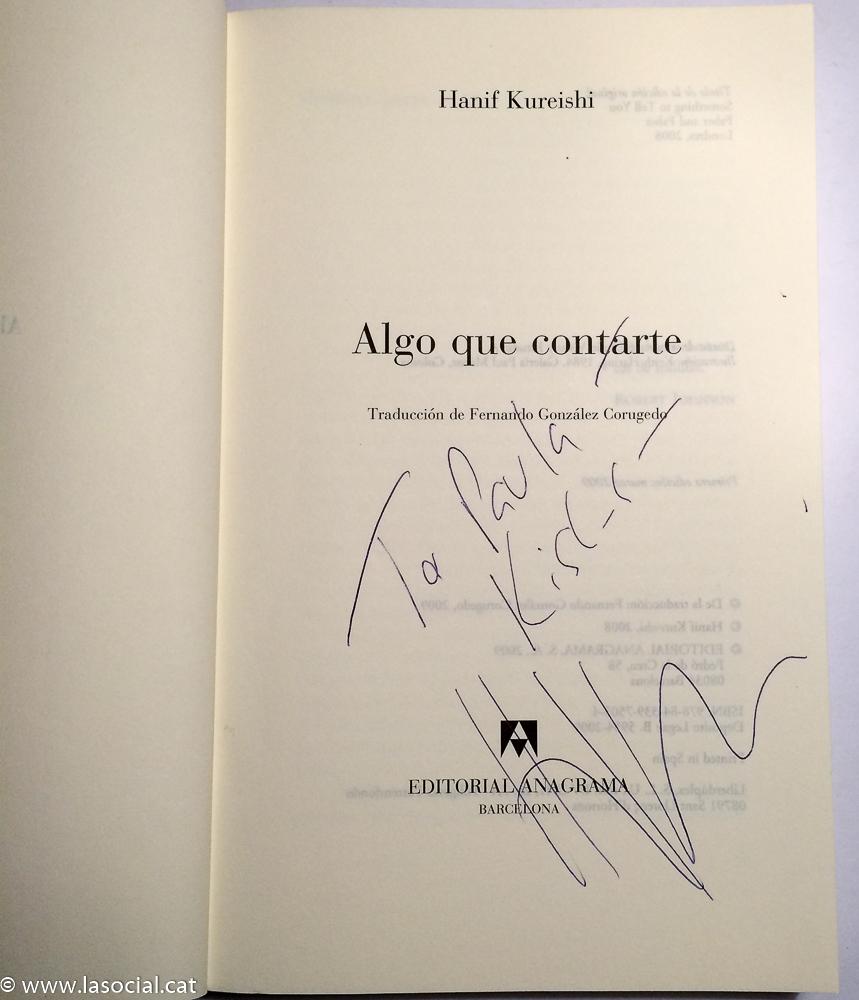 Hanif Kureishi
Algo que contarte
Traducción de Fernando González Corugedo
To Paula
EDITORIAL ANAGRAMA
BARCELONA
© www.lasocial.cat